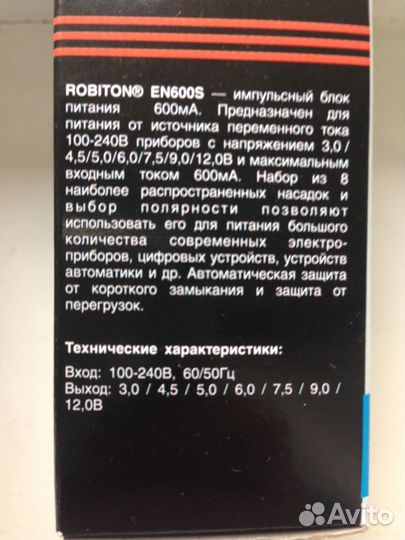 ROBITON® EN600S — импульсный блок
питания 600мА. Предназначен для
питания от источника переменного тока
100-240В приборов с напряжением 3,0 /
4,5/5,0/6,0/7,5/9,0/12,0В и максимальным
входным током 600мА. Набор из 8
наиболее распространенных насадок и
выбор полярности позволяют
использовать его для питания большого
количества современных электро-
приборов, цифровых устройств, устройств
автоматики и др. Автоматическая защита
от короткого замыкания и защита от
перегрузок.
Технические характеристики:
Вход: 100-240В, 60/50Гц
Выход: 3,0 / 4,5 / 5,0 / 6,0 / 7,5 / 9,0 /
12,0В
Avito